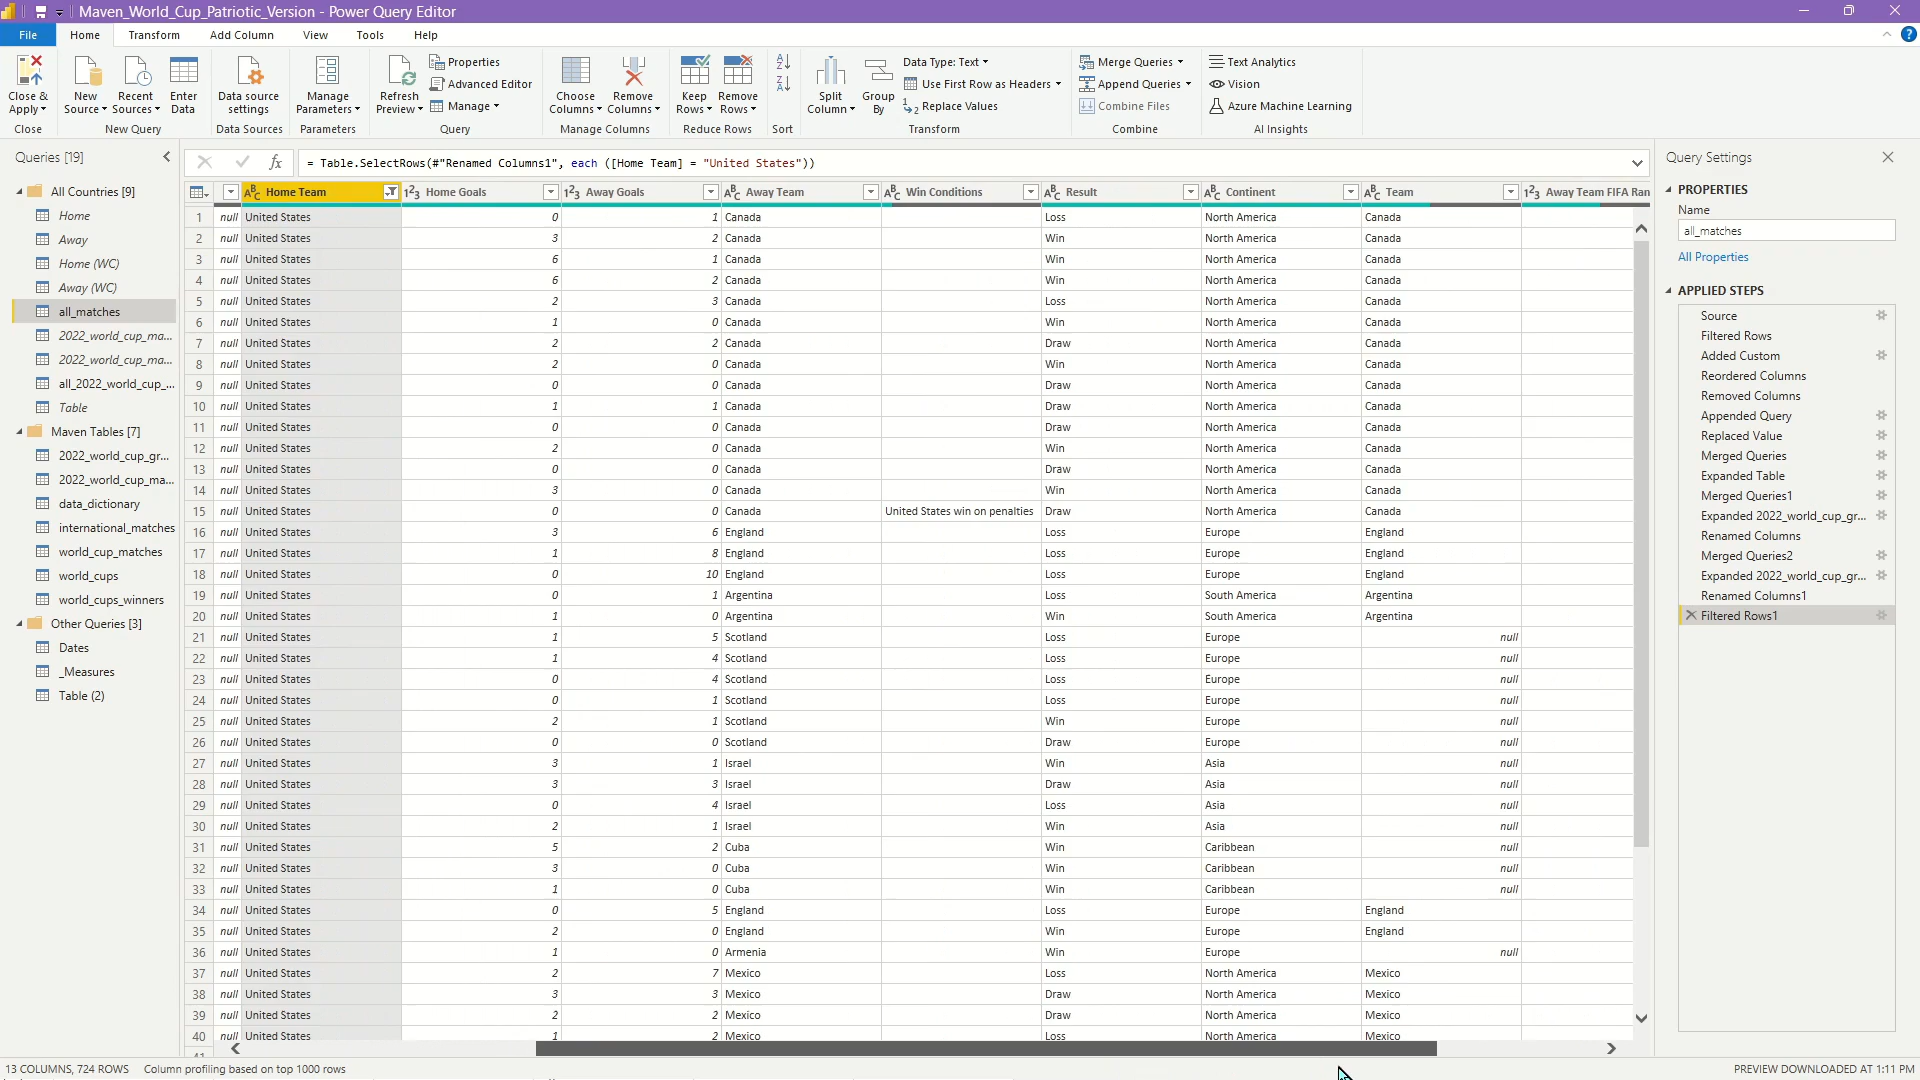 Maven_World_Cup_Patriotic_Version - Power Query Editor
File Home Transform Add Column View Tools Help
Close & Apply
Close
New Source
Recent Sources
Enter Data
New Query
Data source settings
Data Sources
Manage Parameters
Parameters
Refresh Preview
Properties
Advanced Editor
Manage
Query
Choose Columns
Remove Columns
Manage Columns
Keep Rows
Remove Rows
Reduce Rows
Sort
Split Column
Group By
Data Type: Text
Use First Row as Headers
Replace Values
Transform
Merge Queries
Append Queries
Combine Files
Combine
Text Analytics
Vision
Azure Machine Learning
AI Insights
Queries [19]
All Countries [9]
Home
Away
Home (WC)
Away (WC)
all_matches
2022_world_cup_ma...
2022_world_cup_ma...
all_2022_world_cup_...
Table
Maven Tables [7]
2022_world_cup_gr...
2022_world_cup_ma...
data_dictionary
international_matches
world_cup_matches
world_cups
world_cups_winners
Other Queries [3]
Dates
_Measures
Table (2)
fx = Table.SelectRows(#"Renamed Columns1", each ([Home Team] = "United States"))
Home Team Home Goals Away Goals Away Team Win Conditions Result Continent Team Away Team FIFA Ran
1 null United States 0 1 Canada Loss North America Canada
2 null United States 3 2 Canada Win North America Canada
3 null United States 6 1 Canada Win North America Canada
4 null United States 6 2 Canada Win North America Canada
5 null United States 2 3 Canada Loss North America Canada
6 null United States 1 0 Canada Win North America Canada
7 null United States 2 2 Canada Draw North America Canada
8 null United States 2 0 Canada Win North America Canada
9 null United States 0 0 Canada Draw North America Canada
10 null United States 1 1 Canada Draw North America Canada
11 null United States 0 0 Canada Draw North America Canada
12 null United States 2 0 Canada Win North America Canada
13 null United States 0 0 Canada Draw North America Canada
14 null United States 3 0 Canada Win North America Canada
15 null United States 0 0 Canada United States win on penalties Draw North America Canada
16 null United States 3 6 England Loss Europe England
17 null United States 1 8 England Loss Europe England
18 null United States 0 10 England Loss Europe England
19 null United States 0 1 Argentina Loss South America Argentina
20 null United States 1 0 Argentina Win South America Argentina
21 null United States 1 5 Scotland Loss Europe null
22 null United States 1 4 Scotland Loss Europe null
23 null United States 0 4 Scotland Loss Europe null
24 null United States 0 1 Scotland Loss Europe null
25 null United States 2 1 Scotland Win Europe null
26 null United States 0 0 Scotland Draw Europe null
27 null United States 3 1 Israel Win Asia null
28 null United States 3 3 Israel Draw Asia null
29 null United States 0 4 Israel Loss Asia null
30 null United States 2 1 Israel Win Asia null
31 null United States 5 2 Cuba Win Caribbean null
32 null United States 3 0 Cuba Win Caribbean null
33 null United States 1 0 Cuba Win Caribbean null
34 null United States 0 5 England Loss Europe England
35 null United States 2 0 England Win Europe England
36 null United States 1 0 Armenia Win Europe null
37 null United States 2 7 Mexico Loss North America Mexico
38 null United States 3 3 Mexico Draw North America Mexico
39 null United States 2 2 Mexico Draw North America Mexico
40 null United States 1 2 Mexico Loss North America Mexico
Query Settings
PROPERTIES
Name
all_matches
All Properties
APPLIED STEPS
Source
Filtered Rows
Added Custom
Reordered Columns
Removed Columns
Appended Query
Replaced Value
Merged Queries
Expanded Table
Merged Queries1
Expanded 2022_world_cup_gr...
Renamed Columns
Merged Queries2
Expanded 2022_world_cup_gr...
Renamed Columns1
Filtered Rows1
13 COLUMNS, 724 ROWS Column profiling based on top 1000 rows
PREVIEW DOWNLOADED AT 1:11 PM